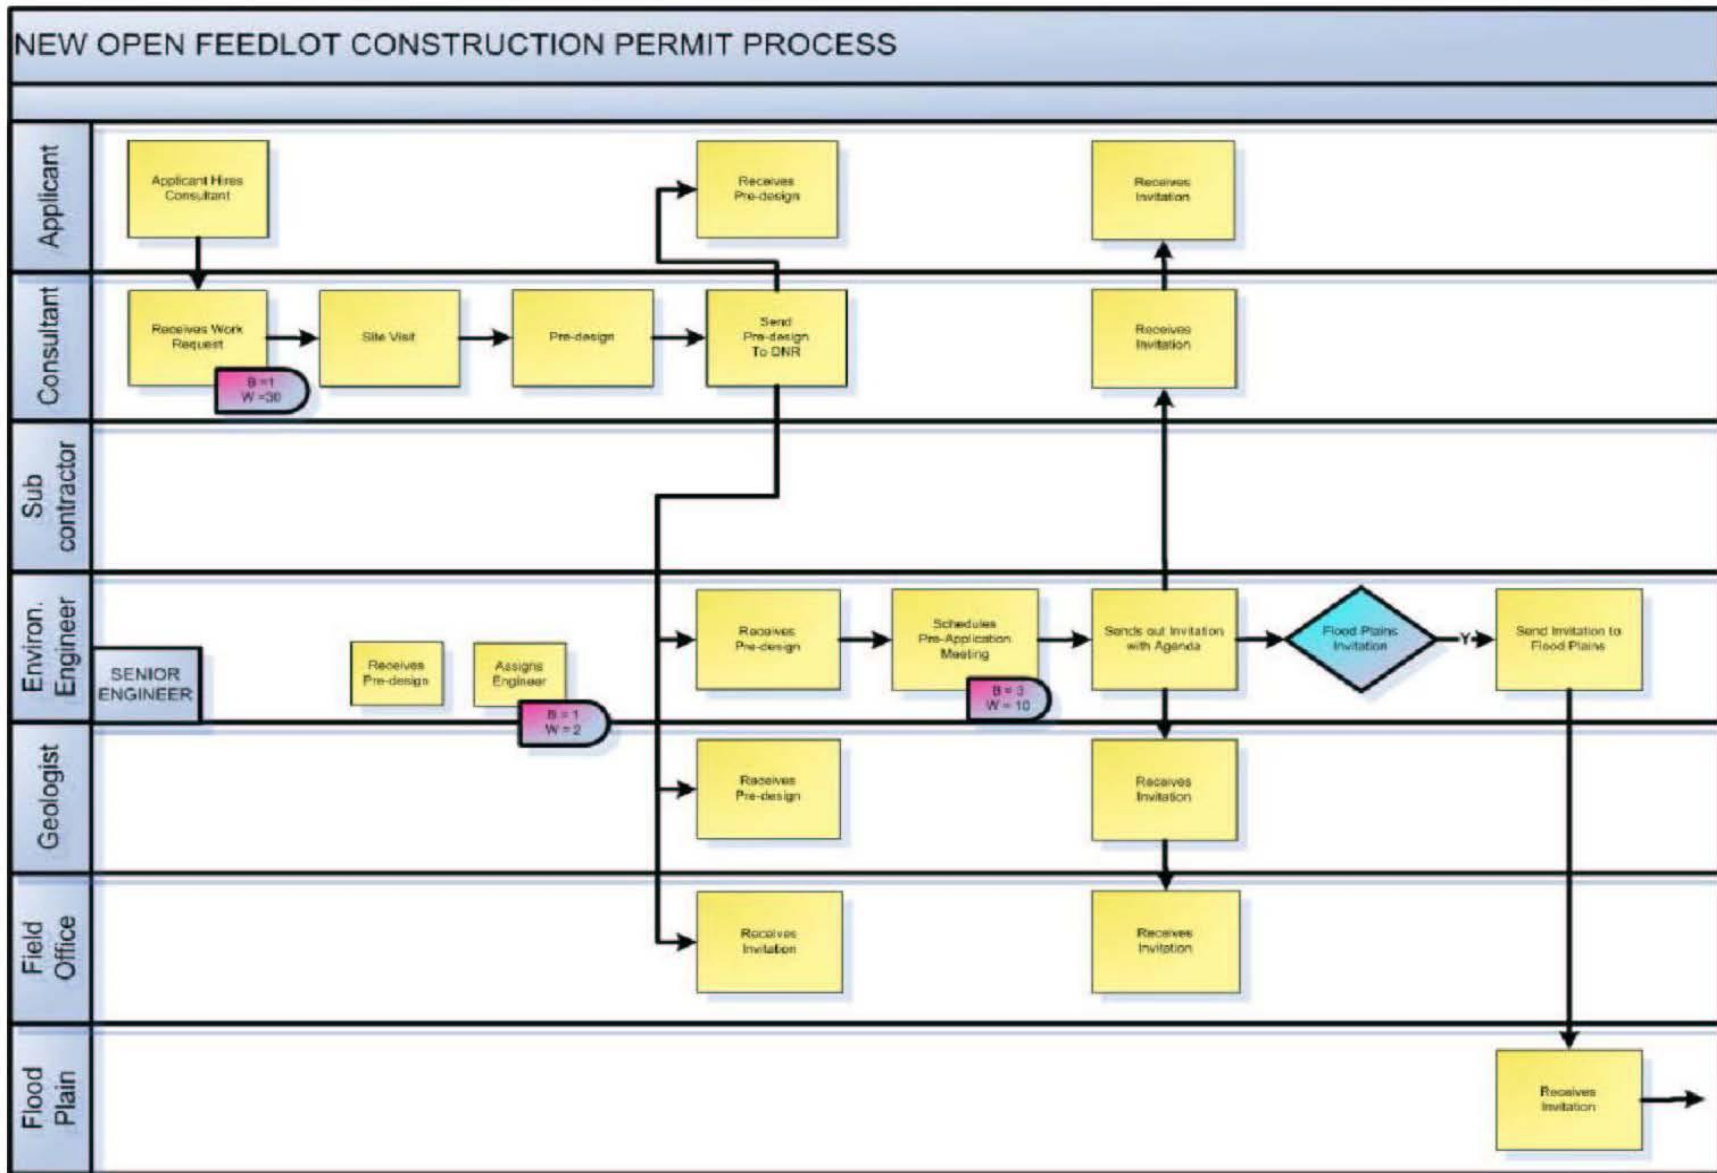 NEW OPEN FEEDLOT CONSTRUCTION PERMIT PROCESS
Applicant
Applicant Hires
Consultant
Receives
Pre-design
Receives
Invitation
Consultant
Receives Work
Request
B =1
W =30
Site Visit
Pre-design
Send
Pre-design
To DNR
Receives
Invitation
Sub
contractor
Environ.
Engineer
SENIOR
ENGINEER
Receives
Pre-design
Assigns
Engineer
B = 1
W = 2
Receives
Pre-design
Schedules
Pre-Application
Meeting
B = 3
W = 10
Sends out Invitation
with Agenda
Flood Plains
Invitation
Y
Send Invitation to
Flood Plains
Geologist
Receives
Pre-design
Receives
Invitation
Field
Office
Receives
Invitation
Receives
Invitation
Flood
Plain
Receives
Invitation